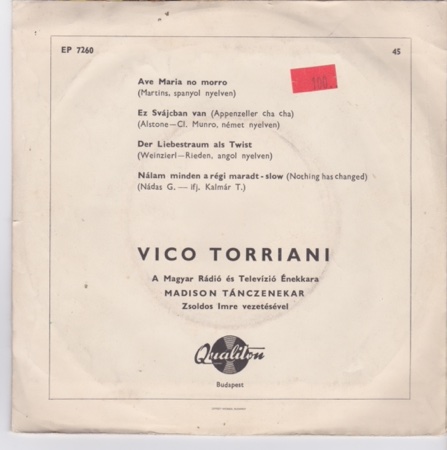 EP 7260
45
100.
Ave Maria no morro
(Martins, spanyol nyelven)
Ez Svájcban van (Appenzeller cha cha)
(Alstone—Cl. Munro, német nyelven)
Der Liebestraum als Twist
(Weinzierl—Rieden, angol nyelven)
Nálam minden a régi maradt - slow (Nothing has changed)
(Nádas G. — ifj. Kalmár T.)
VICO TORRIANI
A Magyar Rádió és Televízió Énekkara
MADISON TÁNCZENEKAR
Zsoldos Imre vezetésével
Qualiton
Budapest